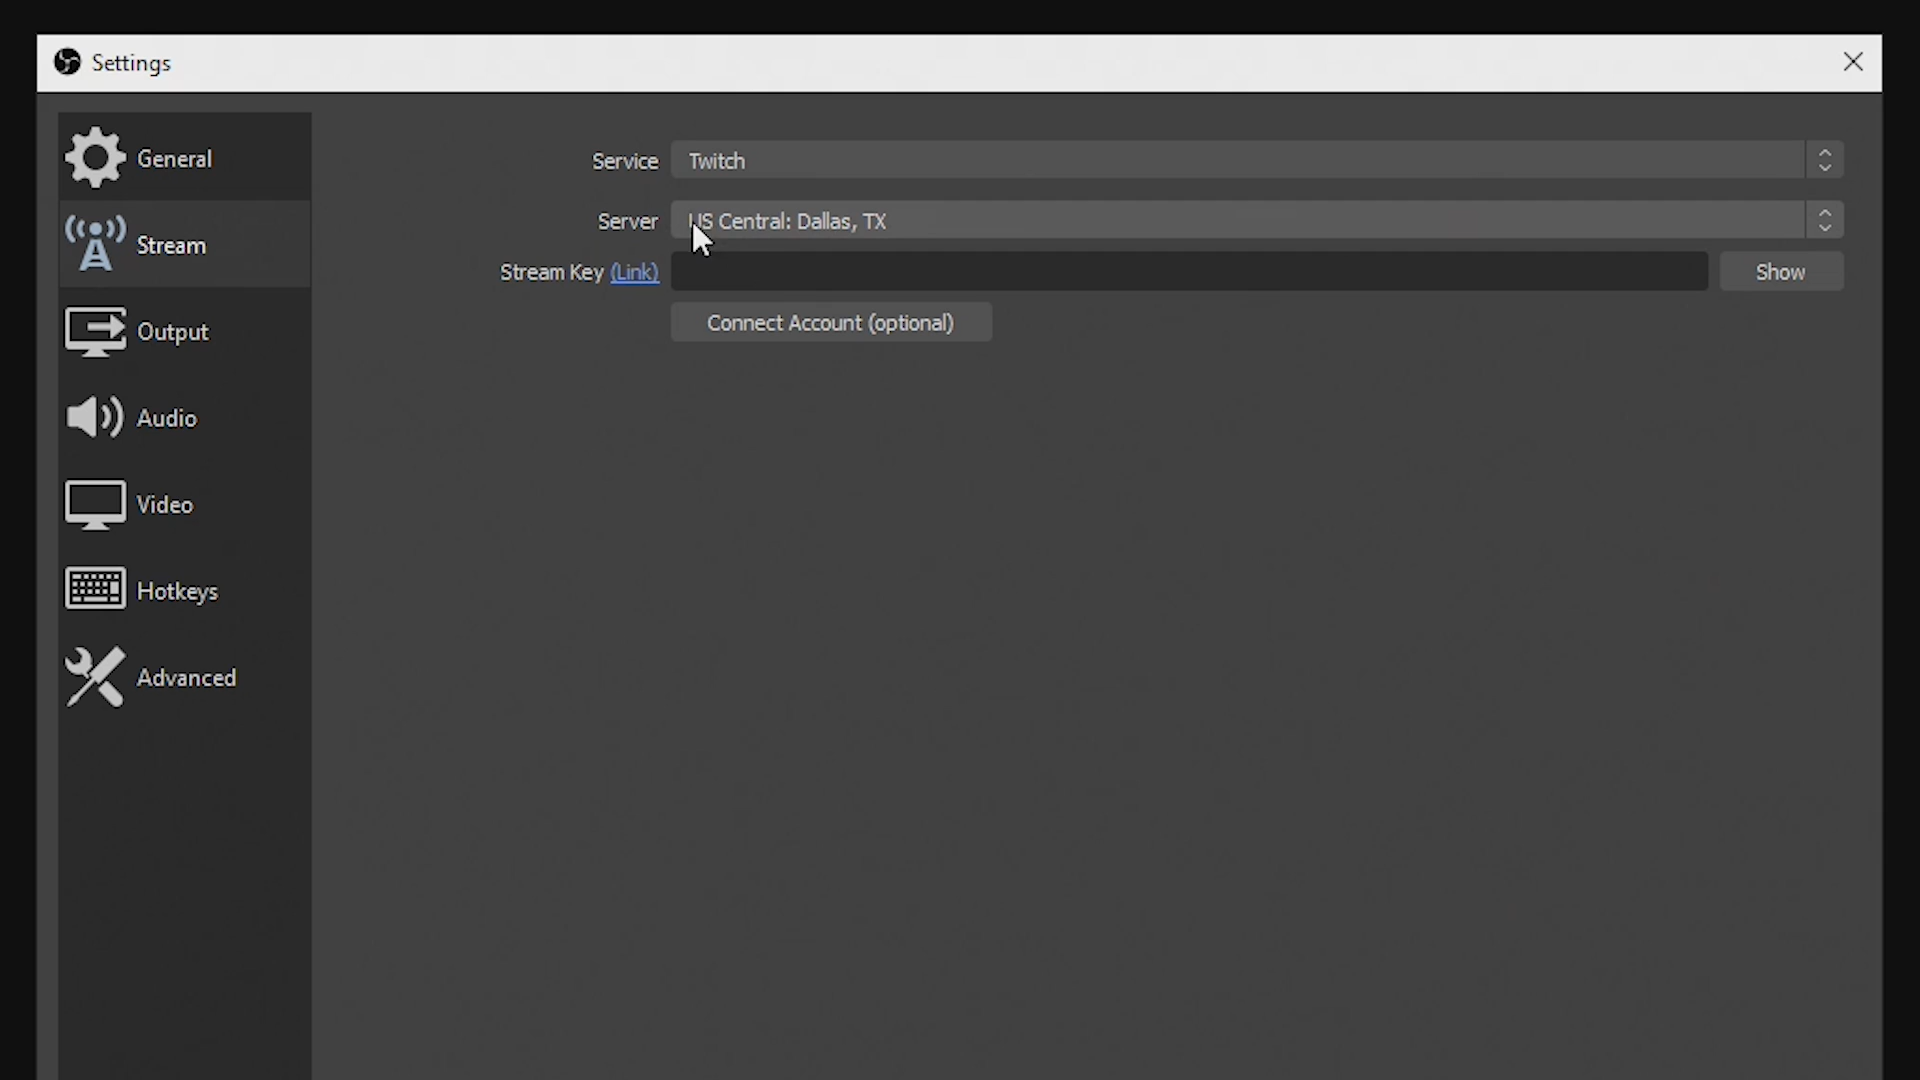 Settings
General
Stream
Output
Audio
Video
Hotkeys
Advanced
Service Twitch
Server US Central: Dallas, TX
Stream Key (Link) Show
Connect Account (optional)